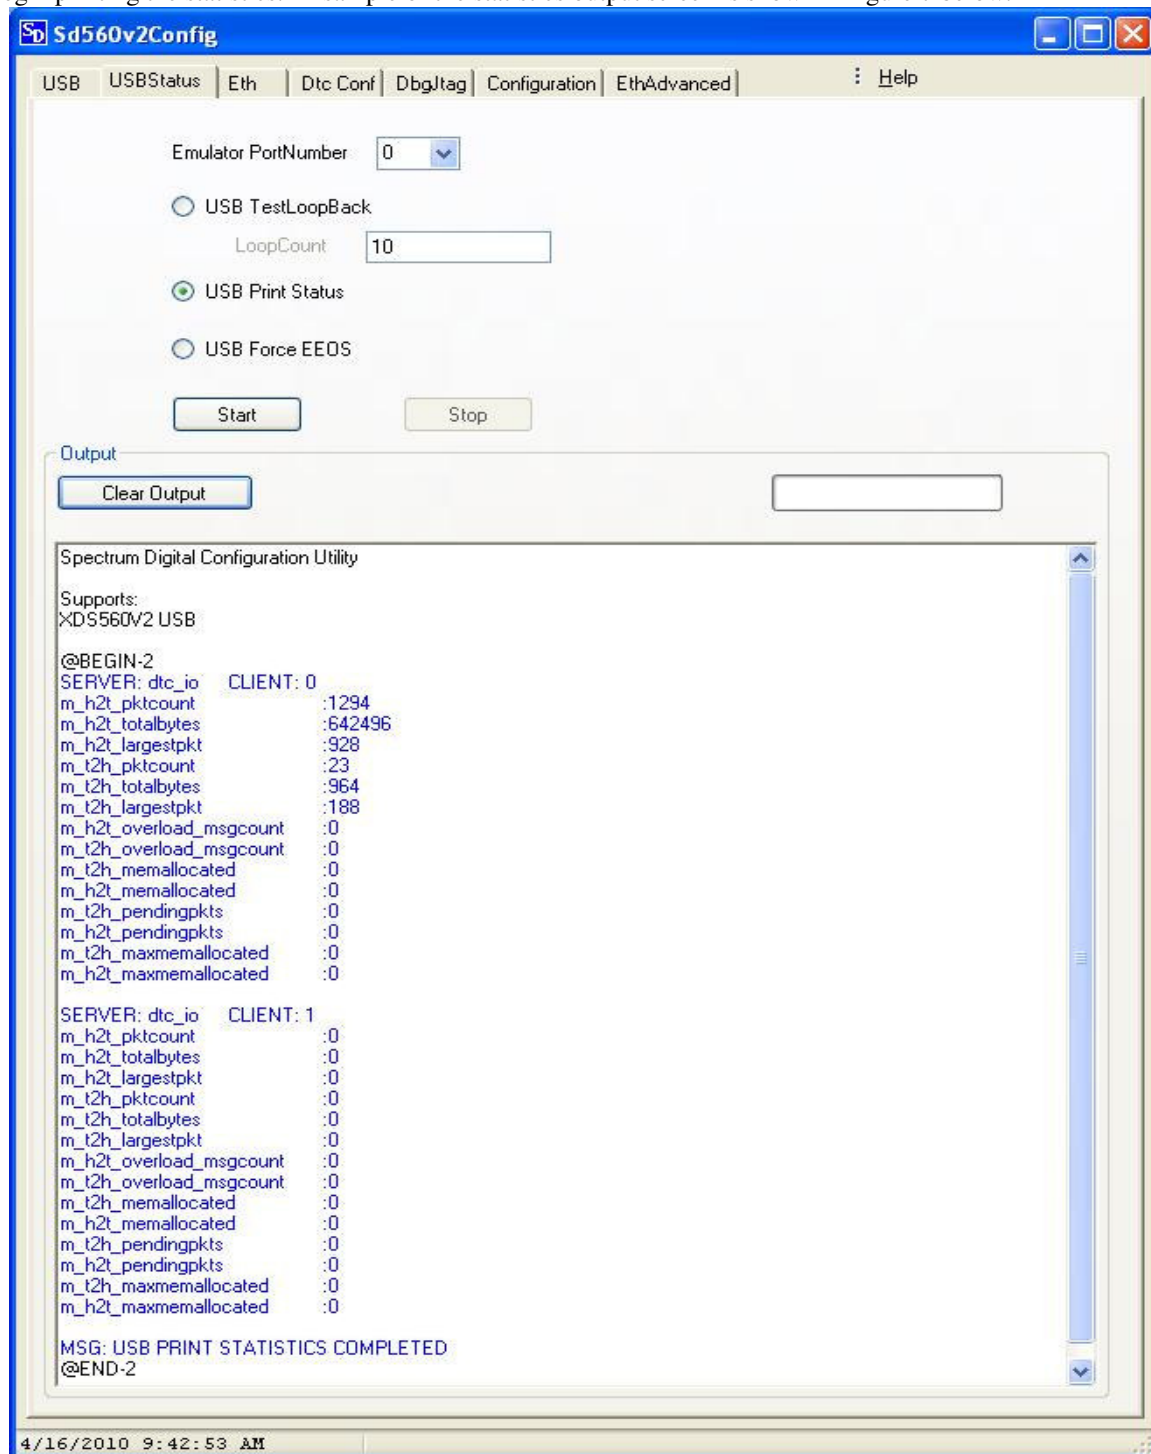 Sd560v2Config
USB USBStatus Eth Dtc Conf DbgJtag Configuration EthAdvanced Help
Emulator PortNumber 0
USB TestLoopBack
LoopCount 10
USB Print Status
USB Force EEOS
Start Stop
Output
Clear Output
Spectrum Digital Configuration Utility
Supports:
XDS560V2 USB
@BEGIN-2
SERVER: dtc_io CLIENT: 0
m_h2t_pktcount :1294
m_h2t_totalbytes :642496
m_h2t_largestpkt :928
m_t2h_pktcount :23
m_t2h_totalbytes :964
m_t2h_largestpkt :188
m_h2t_overload_msgcount :0
m_t2h_overload_msgcount :0
m_t2h_memallocated :0
m_h2t_memallocated :0
m_t2h_pendingpkts :0
m_h2t_pendingpkts :0
m_t2h_maxmemallocated :0
m_h2t_maxmemallocated :0
SERVER: dtc_io CLIENT: 1
m_h2t_pktcount :0
m_h2t_totalbytes :0
m_h2t_largestpkt :0
m_t2h_pktcount :0
m_t2h_totalbytes :0
m_t2h_largestpkt :0
m_h2t_overload_msgcount :0
m_t2h_overload_msgcount :0
m_t2h_memallocated :0
m_h2t_memallocated :0
m_t2h_pendingpkts :0
m_h2t_pendingpkts :0
m_t2h_maxmemallocated :0
m_h2t_maxmemallocated :0
MSG: USB PRINT STATISTICS COMPLETED
@END-2
4/16/2010 9:42:53 AM